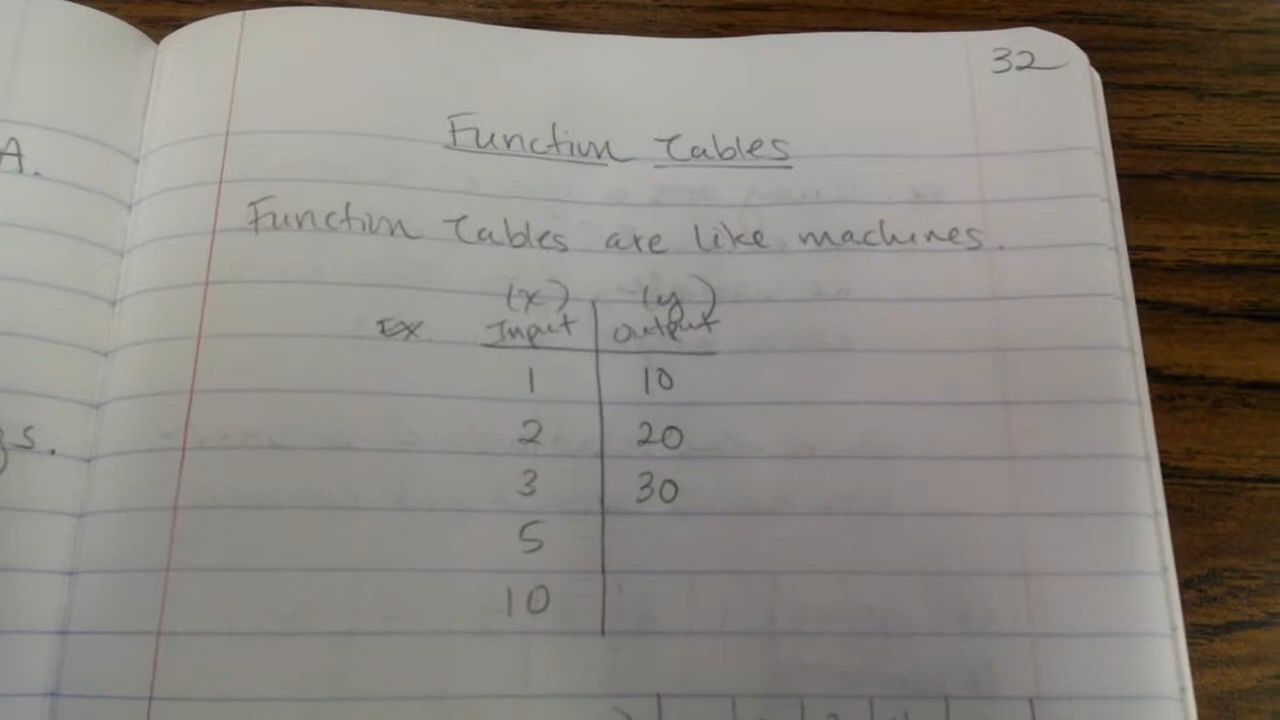 32
A.
Function Tables
Function Tables are like machines.
(x) (y)
Ex. Input Output
1 10
2 20
3 30
s.
5
10